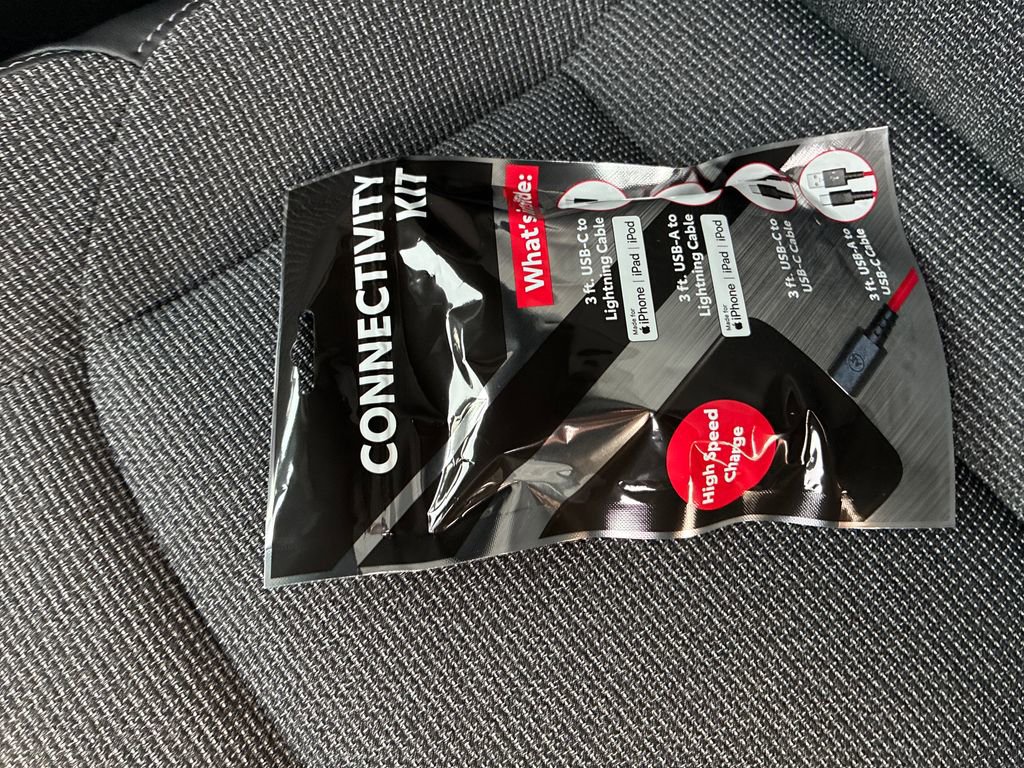 CONNECTIVITY
KIT
What's inside:
3 ft. USB-C to
Lightning Cable
Made for
iPhone | iPad | iPod
3 ft. USB-A to
Lightning Cable
Made for
iPhone | iPad | iPod
3 ft. USB-C to
USB-C Cable
3 ft. USB-A to
USB-C Cable
High Speed
Charge